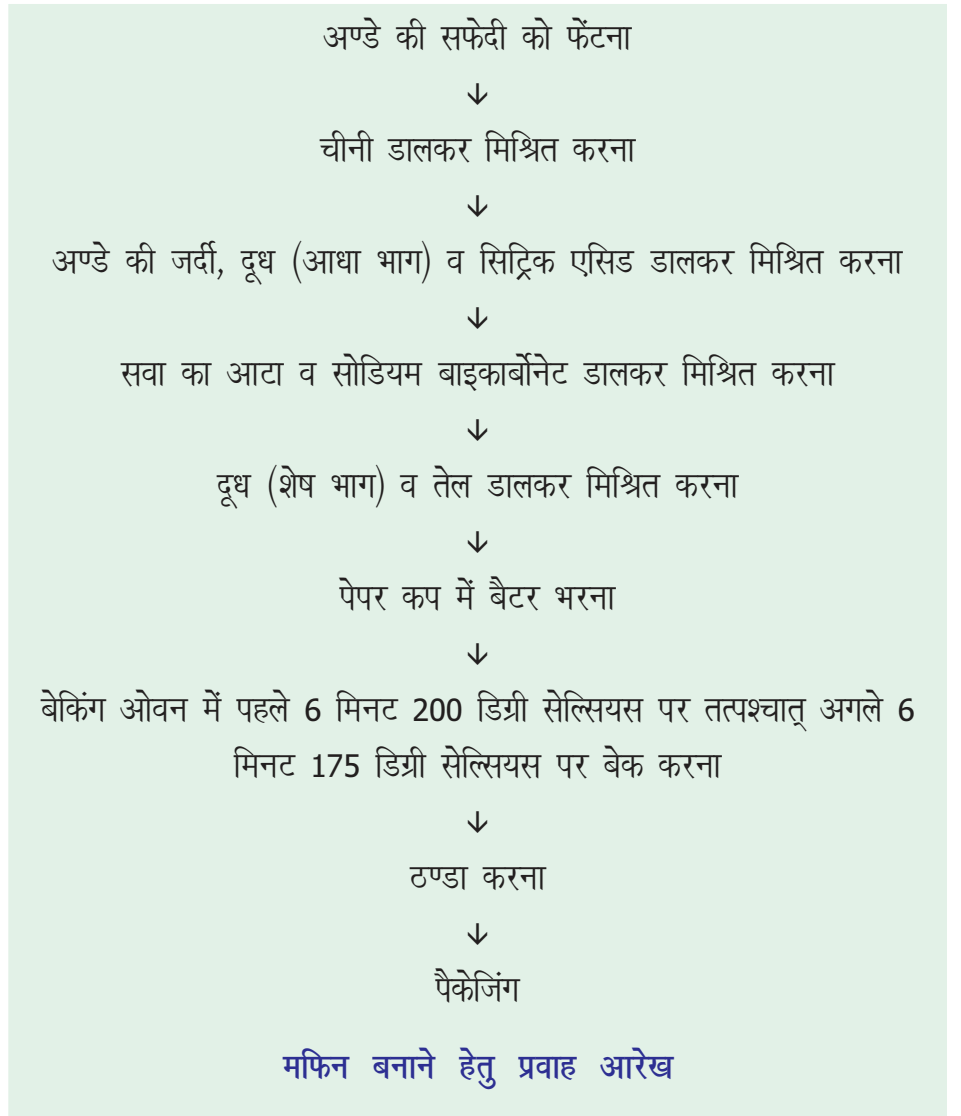 अण्डे की सफेदी को फेंटना
↓
चीनी डालकर मिश्रित करना
↓
अण्डे की जर्दी, दूध (आधा भाग) व सिट्रिक एसिड डालकर मिश्रित करना
↓
सवा का आटा व सोडियम बाइकार्बोनेट डालकर मिश्रित करना
↓
दूध (शेष भाग) व तेल डालकर मिश्रित करना
↓
पेपर कप में बैटर भरना
↓
बेकिंग ओवन में पहले 6 मिनट 200 डिग्री सेल्सियस पर तत्पश्चात् अगले 6
मिनट 175 डिग्री सेल्सियस पर बेक करना
↓
ठण्डा करना
↓
पैकेजिंग
मफिन बनाने हेतु प्रवाह आरेख